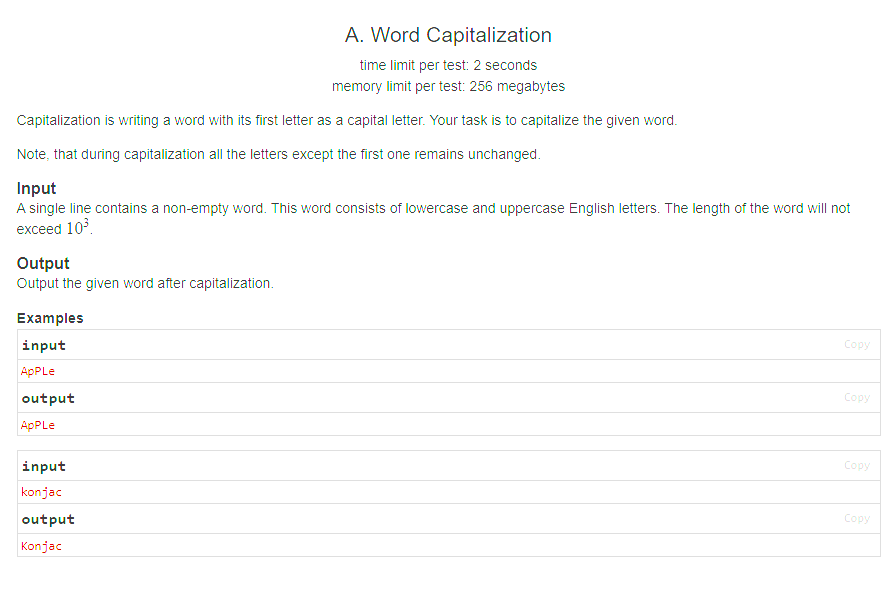 A. Word Capitalization
time limit per test: 2 seconds
memory limit per test: 256 megabytes
Capitalization is writing a word with its first letter as a capital letter. Your task is to capitalize the given word.
Note, that during capitalization all the letters except the first one remains unchanged.
Input
A single line contains a non-empty word. This word consists of lowercase and uppercase English letters. The length of the word will not
exceed 10³.
Output
Output the given word after capitalization.
Examples
input Copy
ApPLe
output Copy
ApPLe
input Copy
konjac
output Copy
Konjac